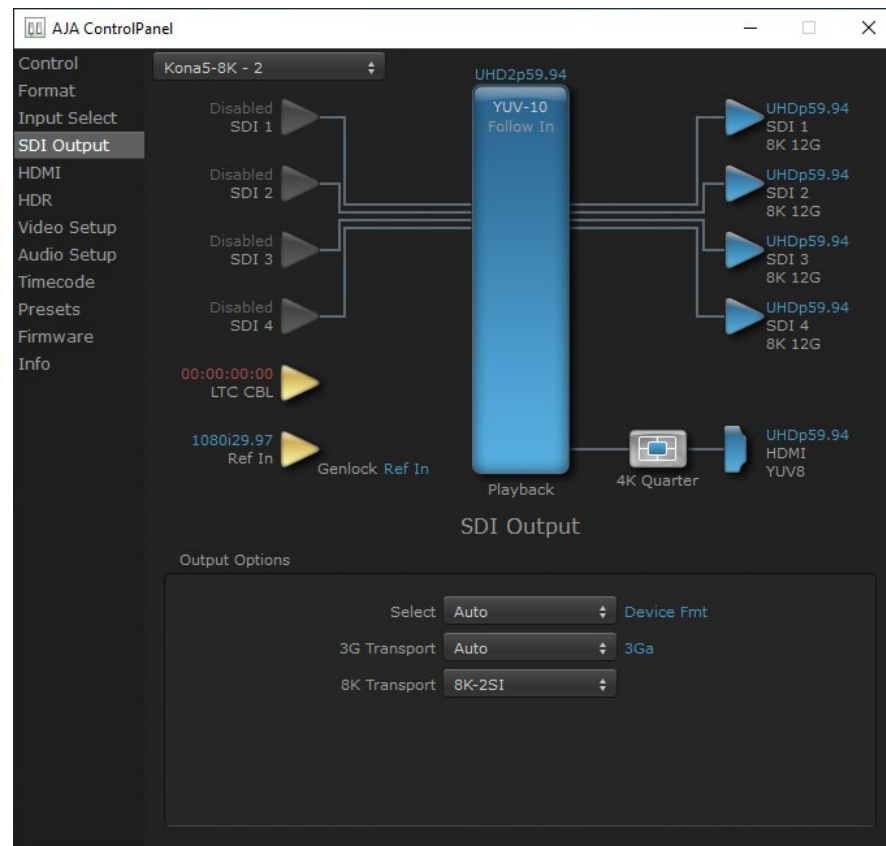 AJA ControlPanel
Control
Format
Input Select
SDI Output
HDMI
HDR
Video Setup
Audio Setup
Timecode
Presets
Firmware
Info
Kona5-8K - 2
UHD2p59.94
YUV-10
Follow In
Disabled
SDI 1
Disabled
SDI 2
Disabled
SDI 3
Disabled
SDI 4
00:00:00:00
LTC CBL
1080i29.97
Ref In
Genlock Ref In
UHDp59.94
SDI 1
8K 12G
UHDp59.94
SDI 2
8K 12G
UHDp59.94
SDI 3
8K 12G
UHDp59.94
SDI 4
8K 12G
UHDp59.94
HDMI
YUV8
4K Quarter
Playback
SDI Output
Output Options
Select Auto Device Fmt
3G Transport Auto 3Ga
8K Transport 8K-2SI